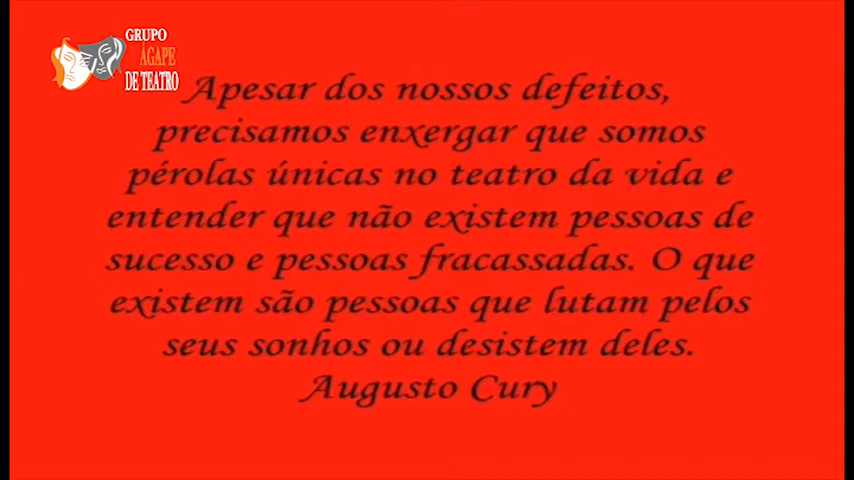 GRUPO
ÁGAPE
DE TEATRO
Apesar dos nossos defeitos,
precisamos enxergar que somos
pérolas únicas no teatro da vida e
entender que não existem pessoas de
sucesso e pessoas fracassadas. O que
existem são pessoas que lutam pelos
seus sonhos ou desistem deles.
Augusto Cury